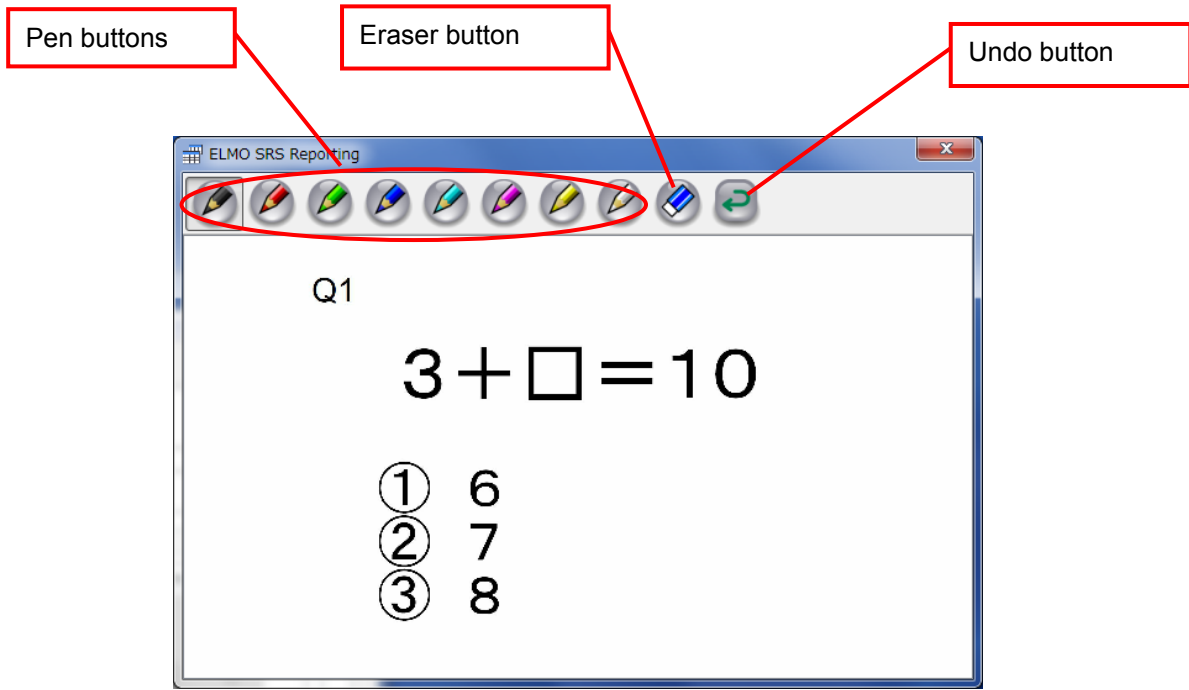 Pen buttons
Eraser button
Undo button
ELMO SRS Reporting
Q1
3＋□＝10
① 6
② 7
③ 8